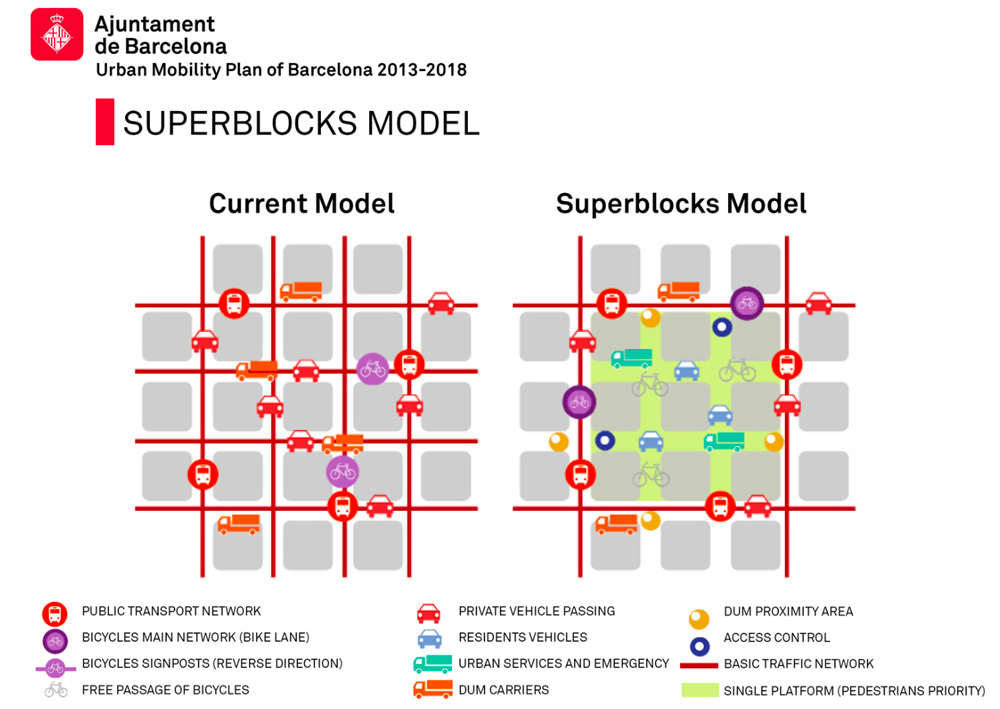 Ajuntament
de Barcelona
Urban Mobility Plan of Barcelona 2013-2018
SUPERBLOCKS MODEL
Current Model
Superblocks Model
PUBLIC TRANSPORT NETWORK
BICYCLES MAIN NETWORK (BIKE LANE)
BICYCLES SIGNPOSTS (REVERSE DIRECTION)
FREE PASSAGE OF BICYCLES
PRIVATE VEHICLE PASSING
RESIDENTS VEHICLES
URBAN SERVICES AND EMERGENCY
DUM CARRIERS
DUM PROXIMITY AREA
ACCESS CONTROL
BASIC TRAFFIC NETWORK
SINGLE PLATFORM (PEDESTRIANS PRIORITY)